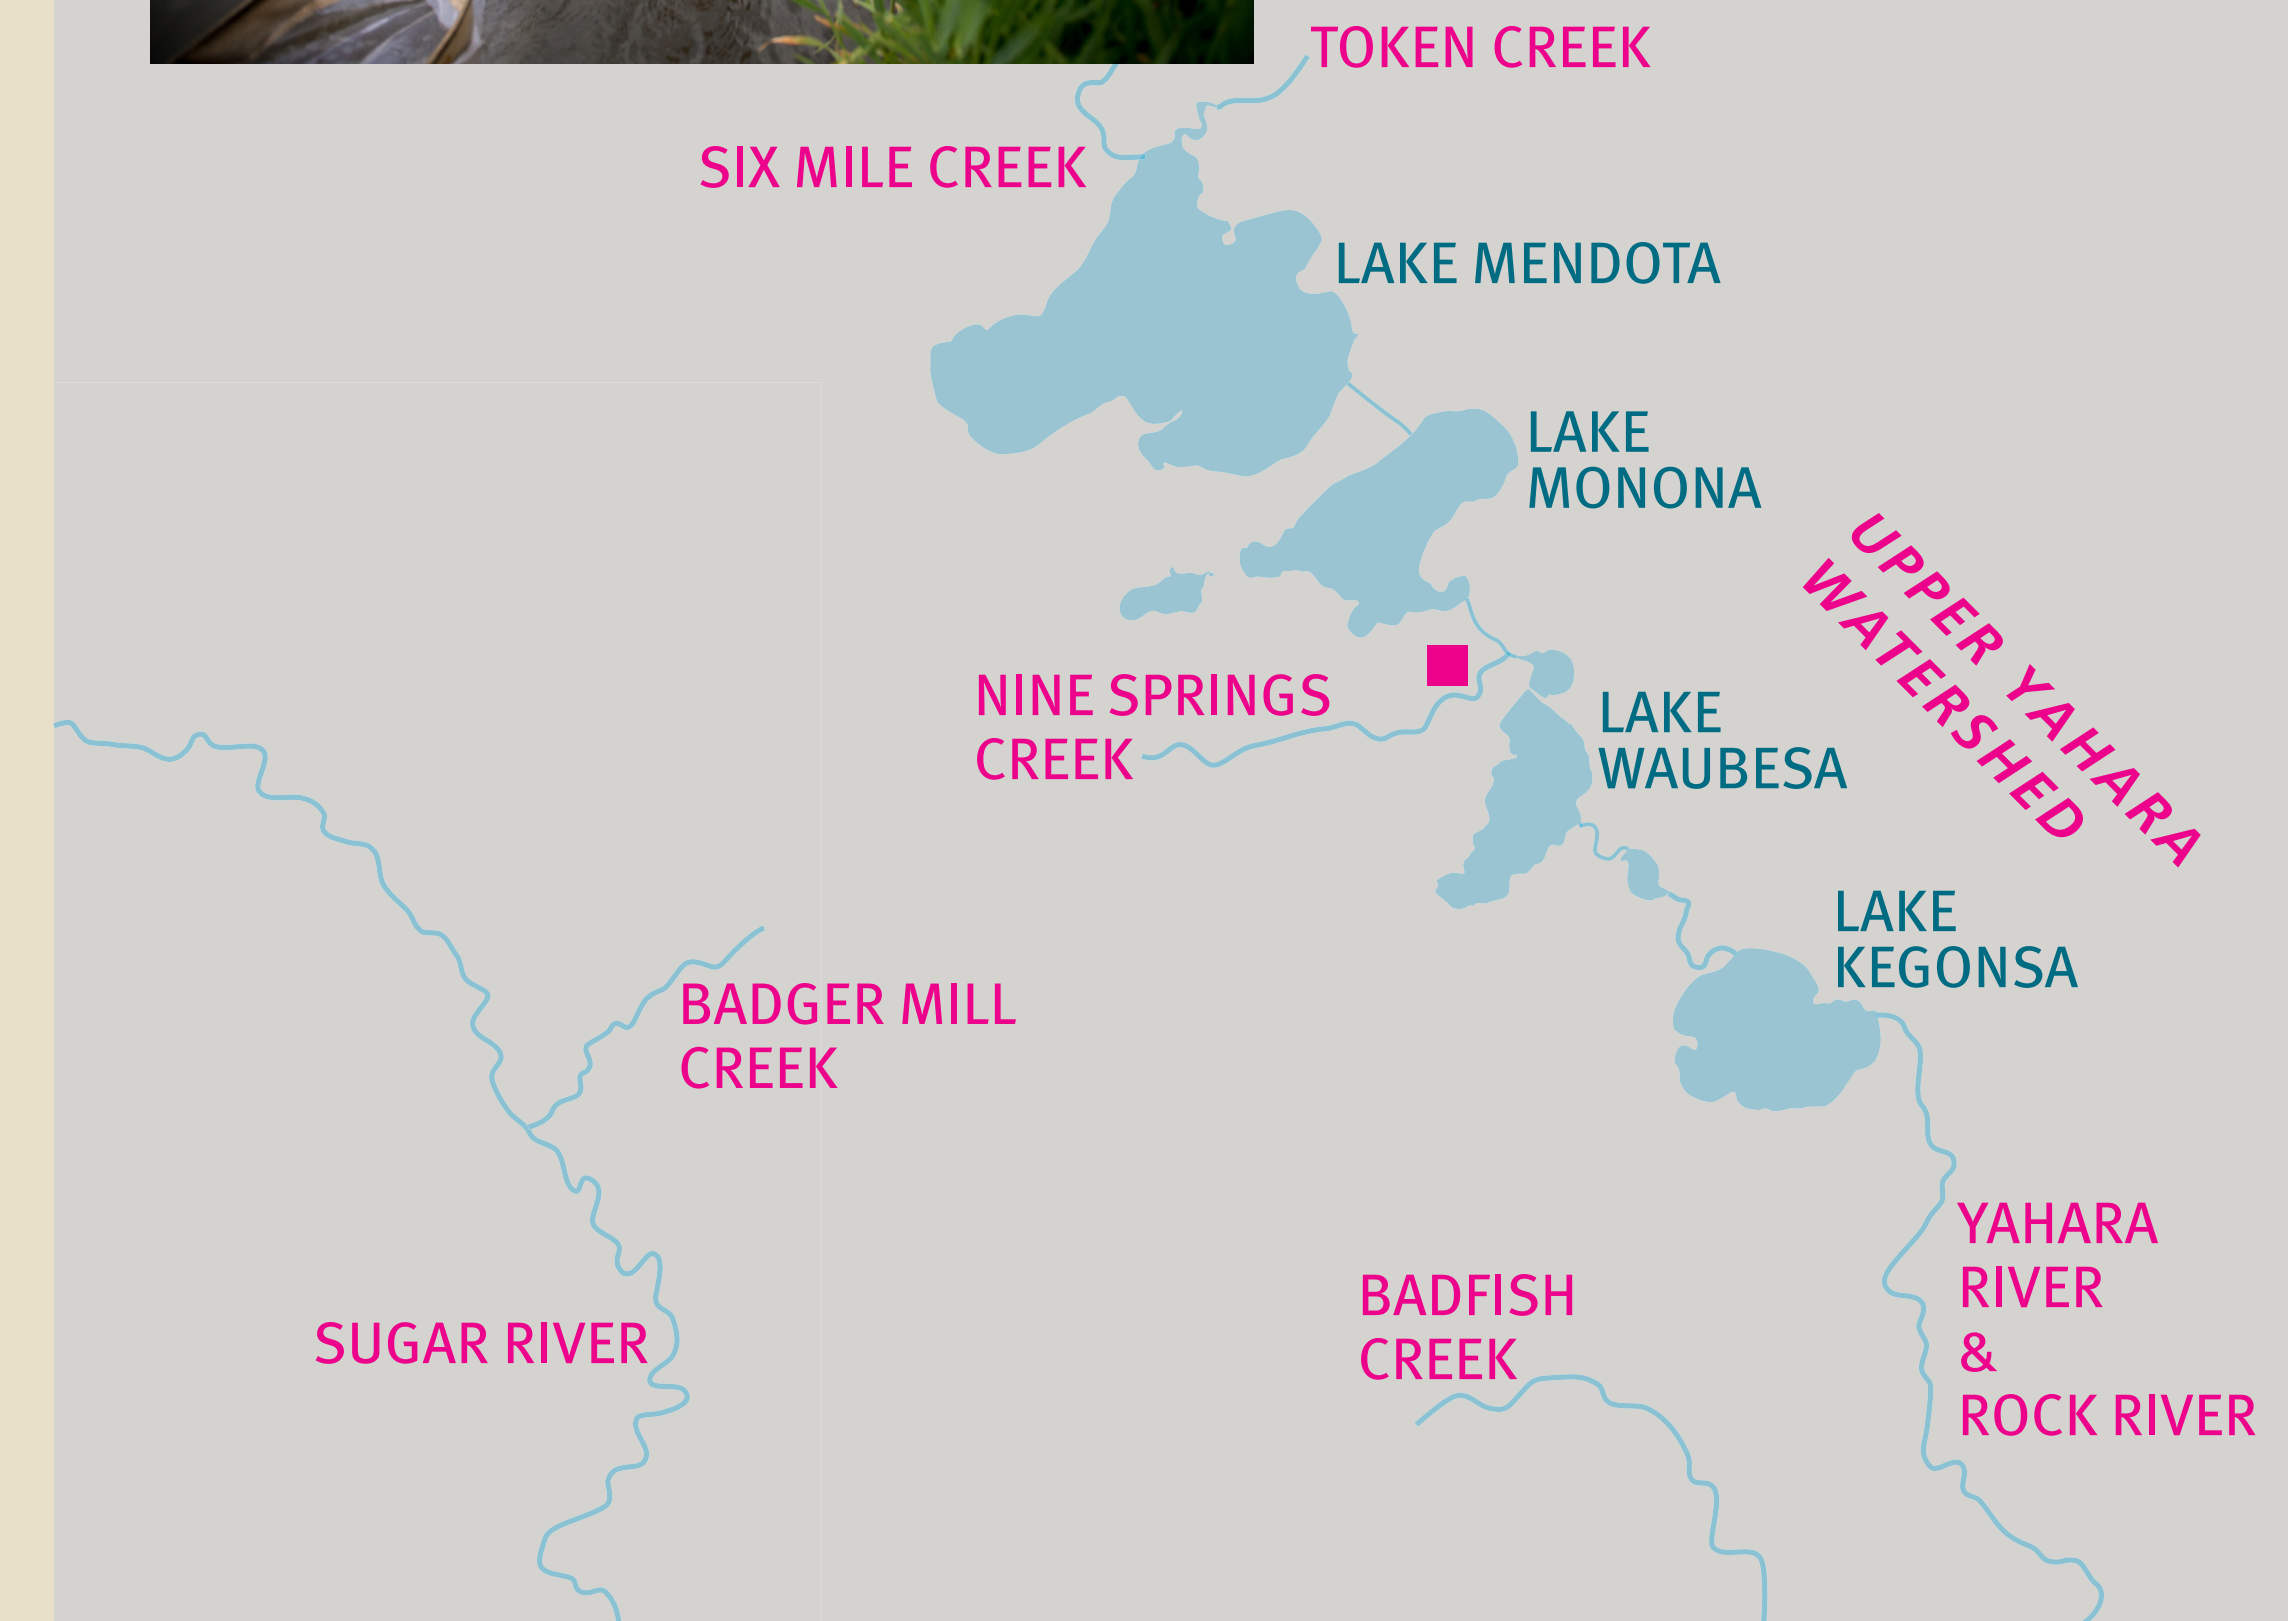 TOKEN CREEK
SIX MILE CREEK
LAKE MENDOTA
LAKE
MONONA
UPPER YAHARA
WATERSHED
NINE SPRINGS
CREEK
LAKE
WAUBESA
LAKE
KEGONSA
BADGER MILL
CREEK
YAHARA
RIVER
&
ROCK RIVER
BADFISH
CREEK
SUGAR RIVER